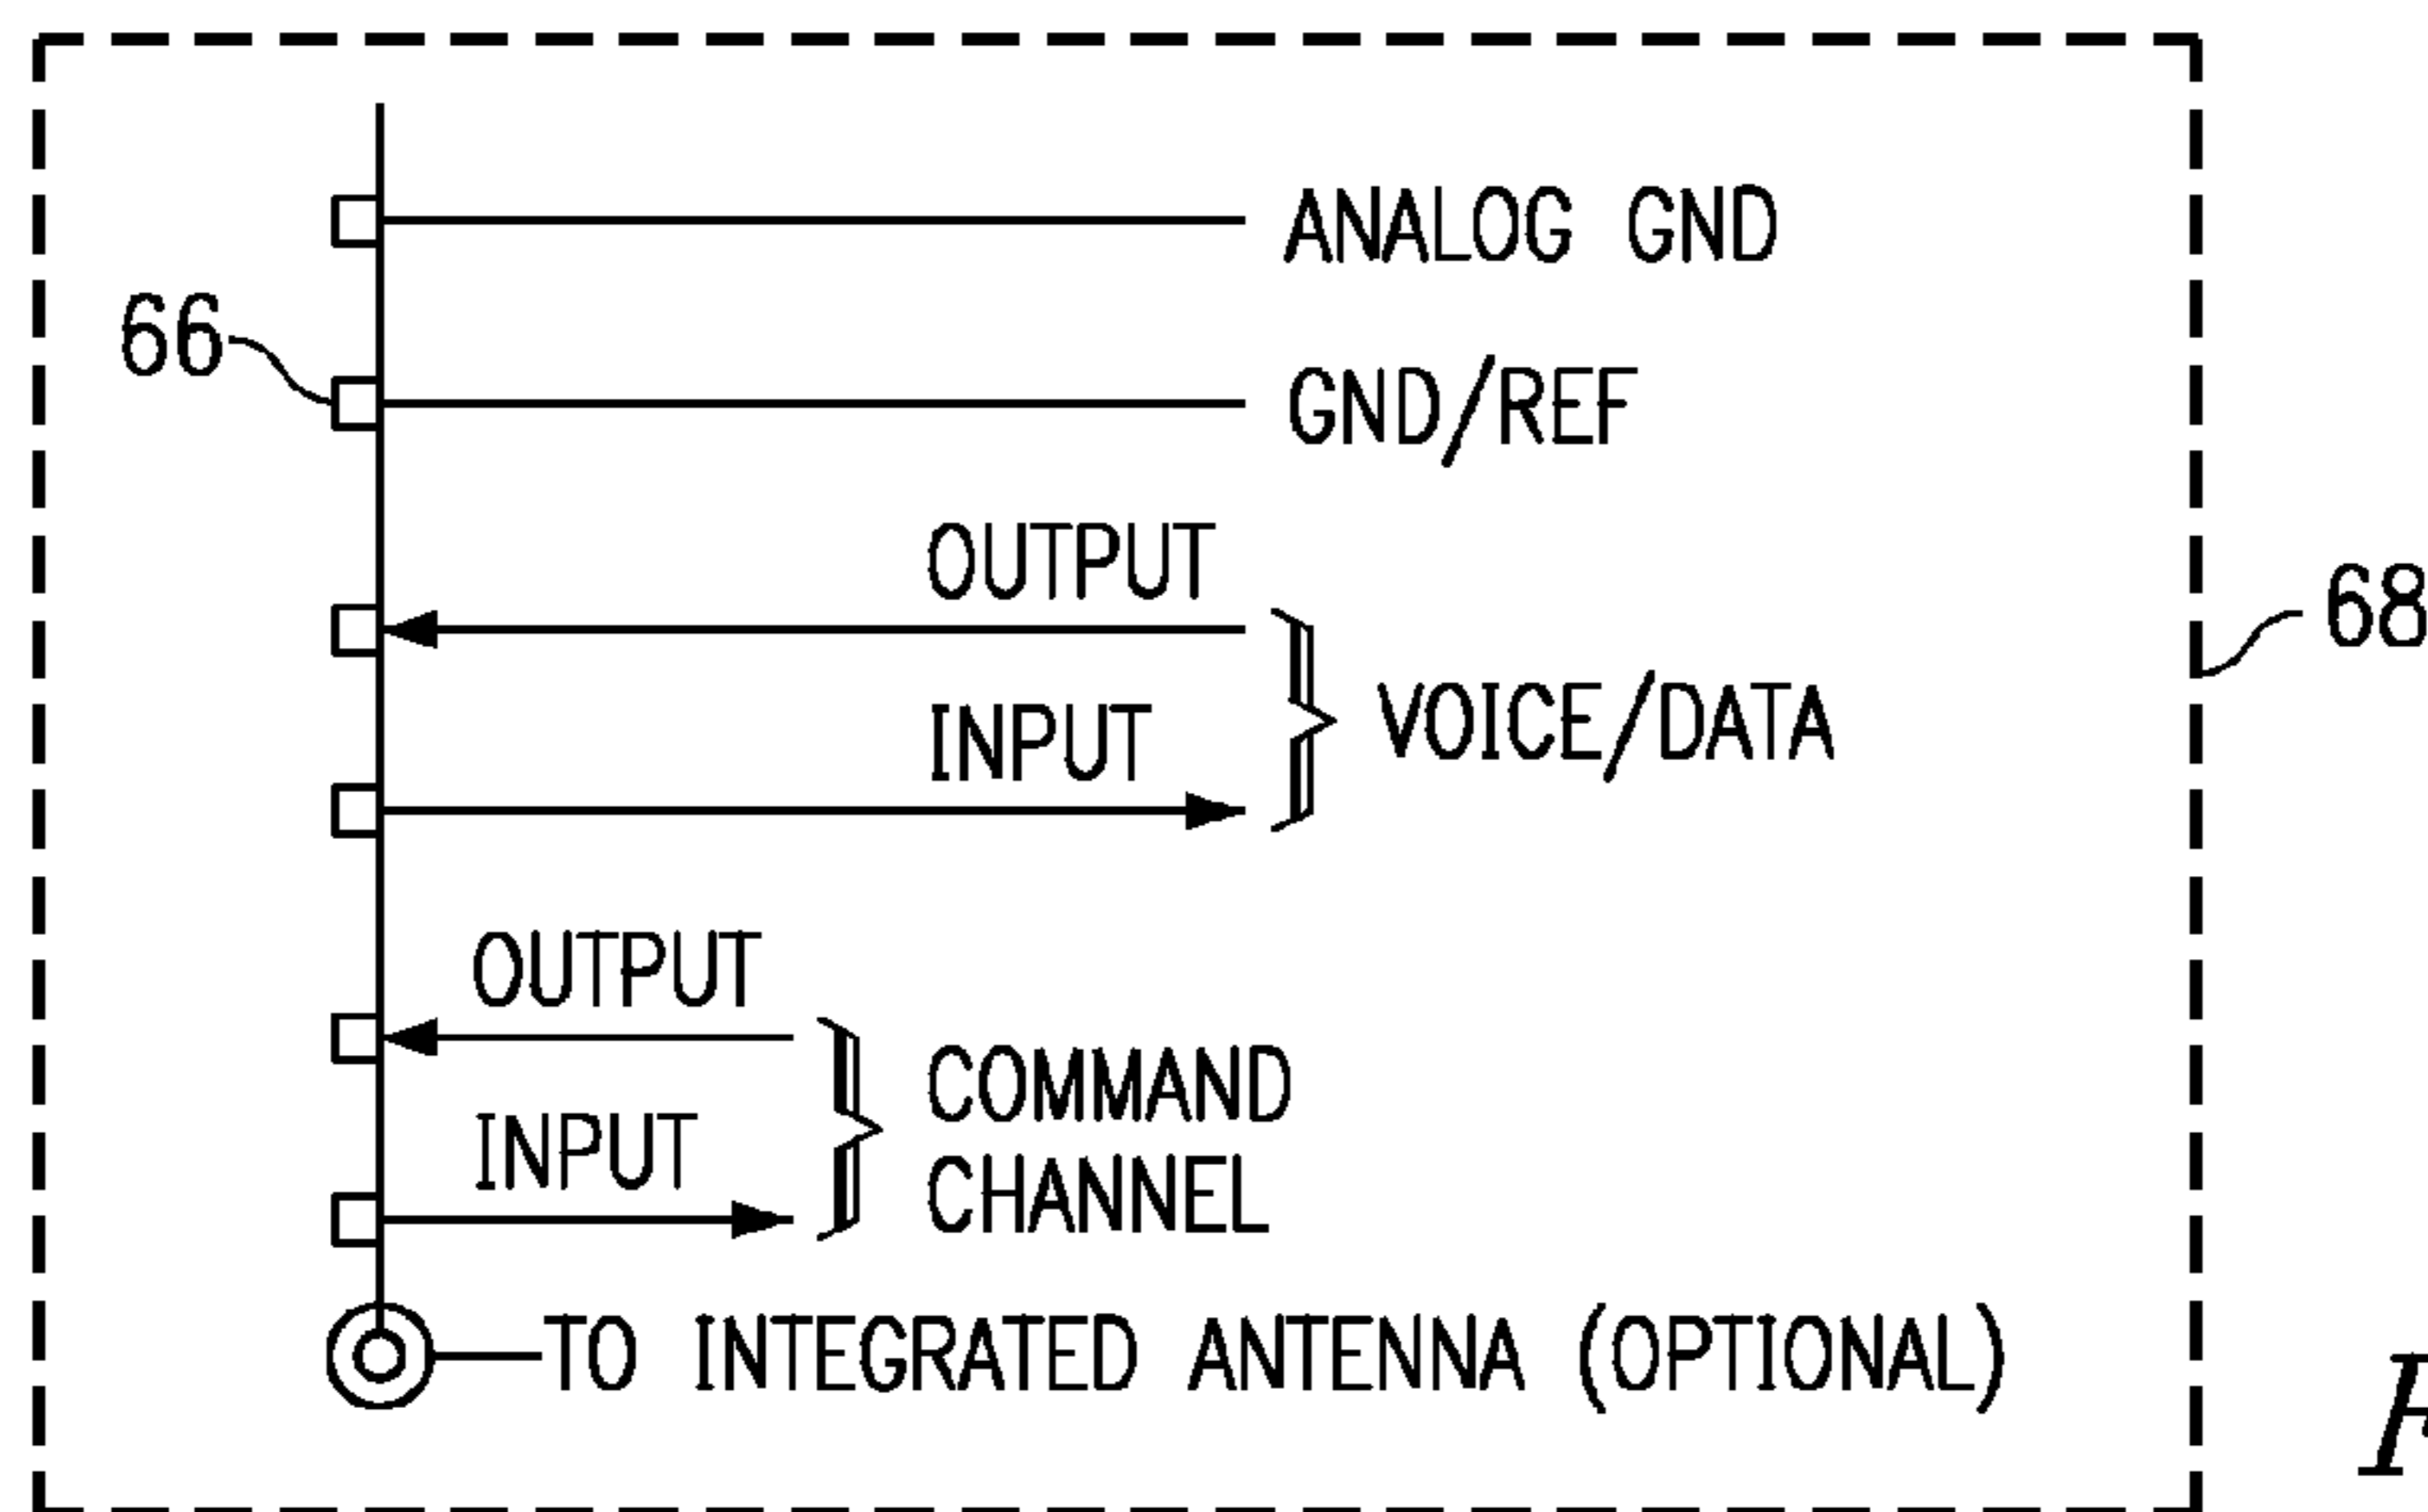 ANALOG GND
66
GND/REF
OUTPUT
68
INPUT
VOICE/DATA
OUTPUT
COMMAND
INPUT
CHANNEL
TO INTEGRATED ANTENNA (OPTIONAL)